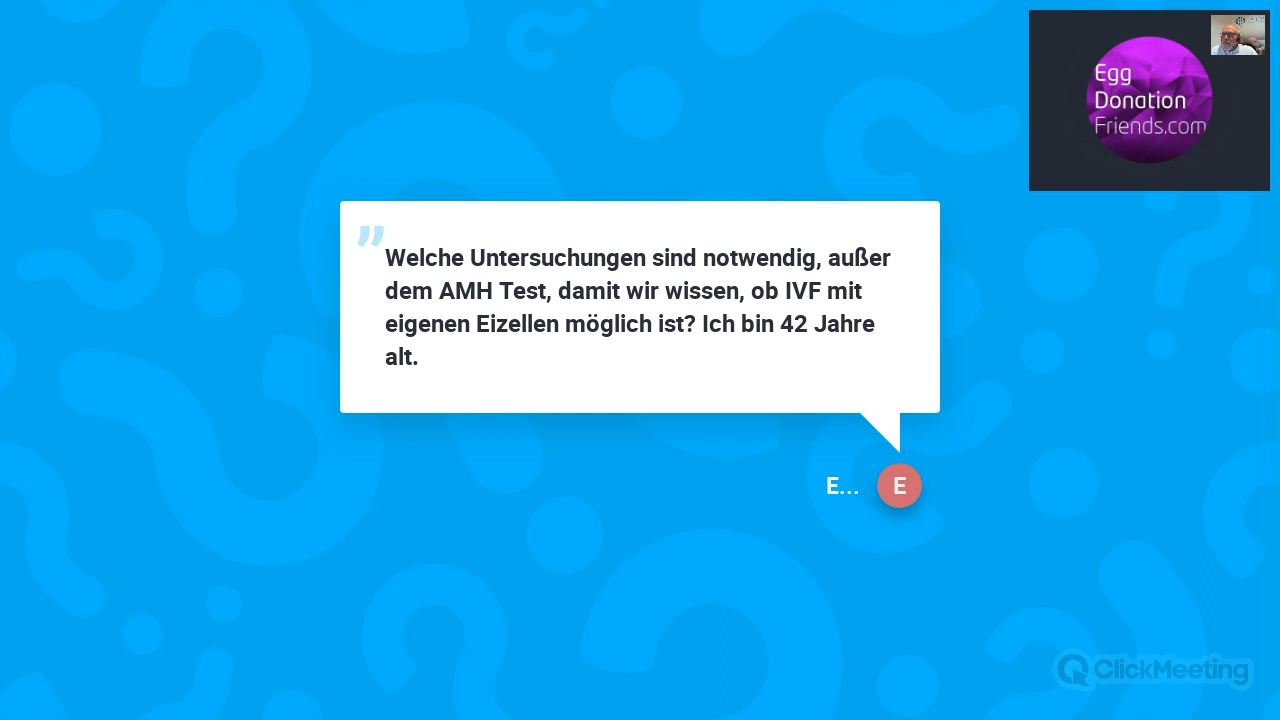 Egg
Donation
Friends.com
Welche Untersuchungen sind notwendig, außer
dem AMH Test, damit wir wissen, ob IVF mit
eigenen Eizellen möglich ist? Ich bin 42 Jahre
alt.
E...
E
ClickMeeting